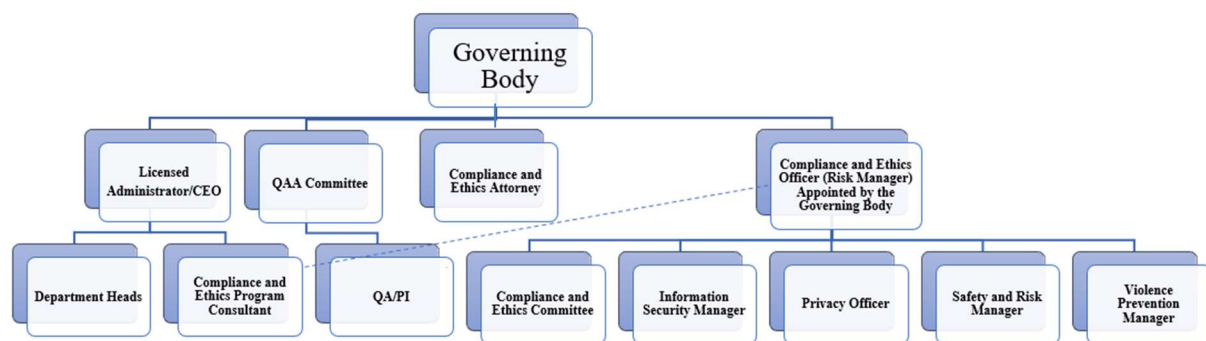 Governing
Body
Licensed
Administrator/CEO
QAA Committee
Compliance and
Ethics Attorney
Compliance and Ethics
Officer (Risk Manager)
Appointed by the
Governing Body
Department Heads
Compliance and
Ethics Program
Consultant
QA/PI
Compliance and
Ethics Committee
Information
Security Manager
Privacy Officer
Safety and Risk
Manager
Violence
Prevention
Manager